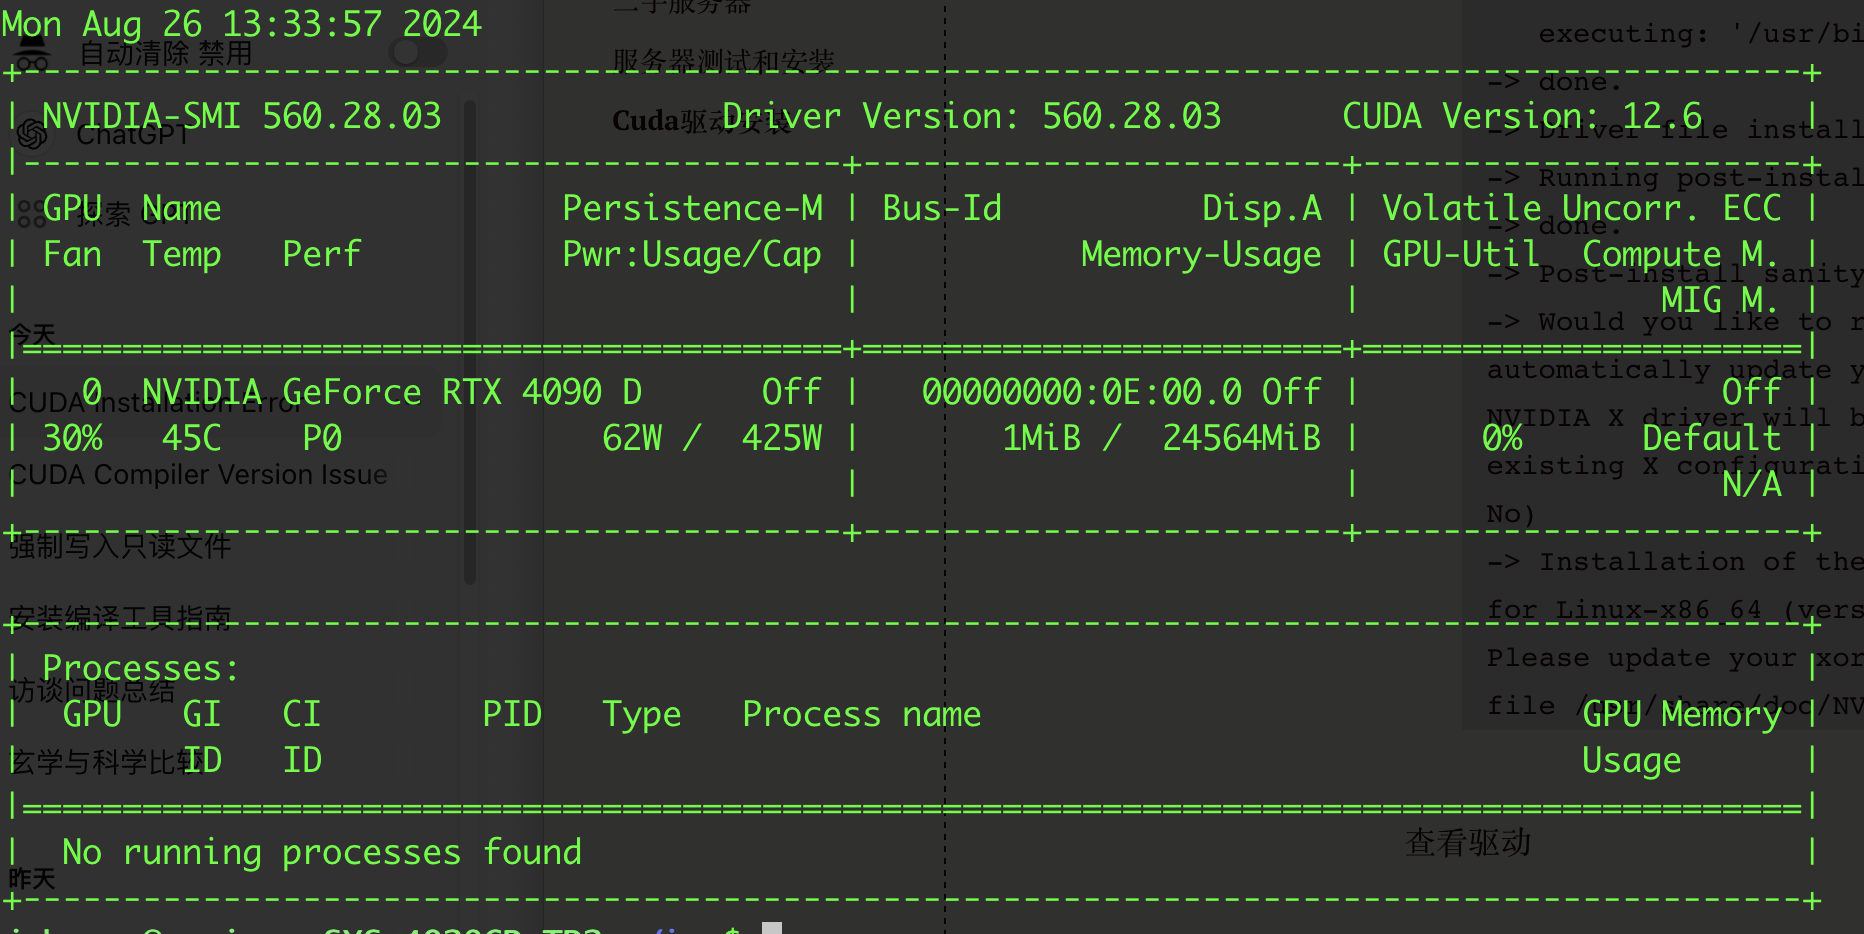 Mon Aug 26 13:33:57 2024
自动清除 禁用
二手服务器
服务器测试和安装
Cuda驱动安装
ChatGPT
探索 GPT
今天
CUDA Installation Error
CUDA Compiler Version Issue
强制写入只读文件
安装编译工具指南
访谈问题总结
玄学与科学比较
昨天
+-----------------------------------------------------------------------------------------+
| NVIDIA-SMI 560.28.03              Driver Version: 560.28.03      CUDA Version: 12.6     |
|-----------------------------------------+------------------------+----------------------+
| GPU  Name                 Persistence-M | Bus-Id          Disp.A | Volatile Uncorr. ECC |
| Fan  Temp   Perf          Pwr:Usage/Cap |           Memory-Usage | GPU-Util  Compute M. |
|                                         |                        |               MIG M. |
|=========================================+========================+======================|
|   0  NVIDIA GeForce RTX 4090 D      Off |   00000000:0E:00.0 Off |                  Off |
| 30%   45C    P0             62W /  425W |       1MiB /  24564MiB |      0%      Default |
|                                         |                        |                  N/A |
+-----------------------------------------+------------------------+----------------------+
+-----------------------------------------------------------------------------------------+
| Processes:                                                                              |
|  GPU   GI   CI        PID   Type   Process name                              GPU Memory |
|        ID   ID                                                               Usage      |
|=========================================================================================|
|  No running processes found                                                             |
+-----------------------------------------------------------------------------------------+
executing: '/usr/bi
-> done.
-> Driver file install
-> Running post-instal
-> done.
-> Post-install sanity
-> Would you like to r
automatically update y
NVIDIA X driver will b
existing X configurati
No)
-> Installation of the
for Linux-x86_64 (vers
Please update your xor
file /usr/share/doc/NV
查看驱动